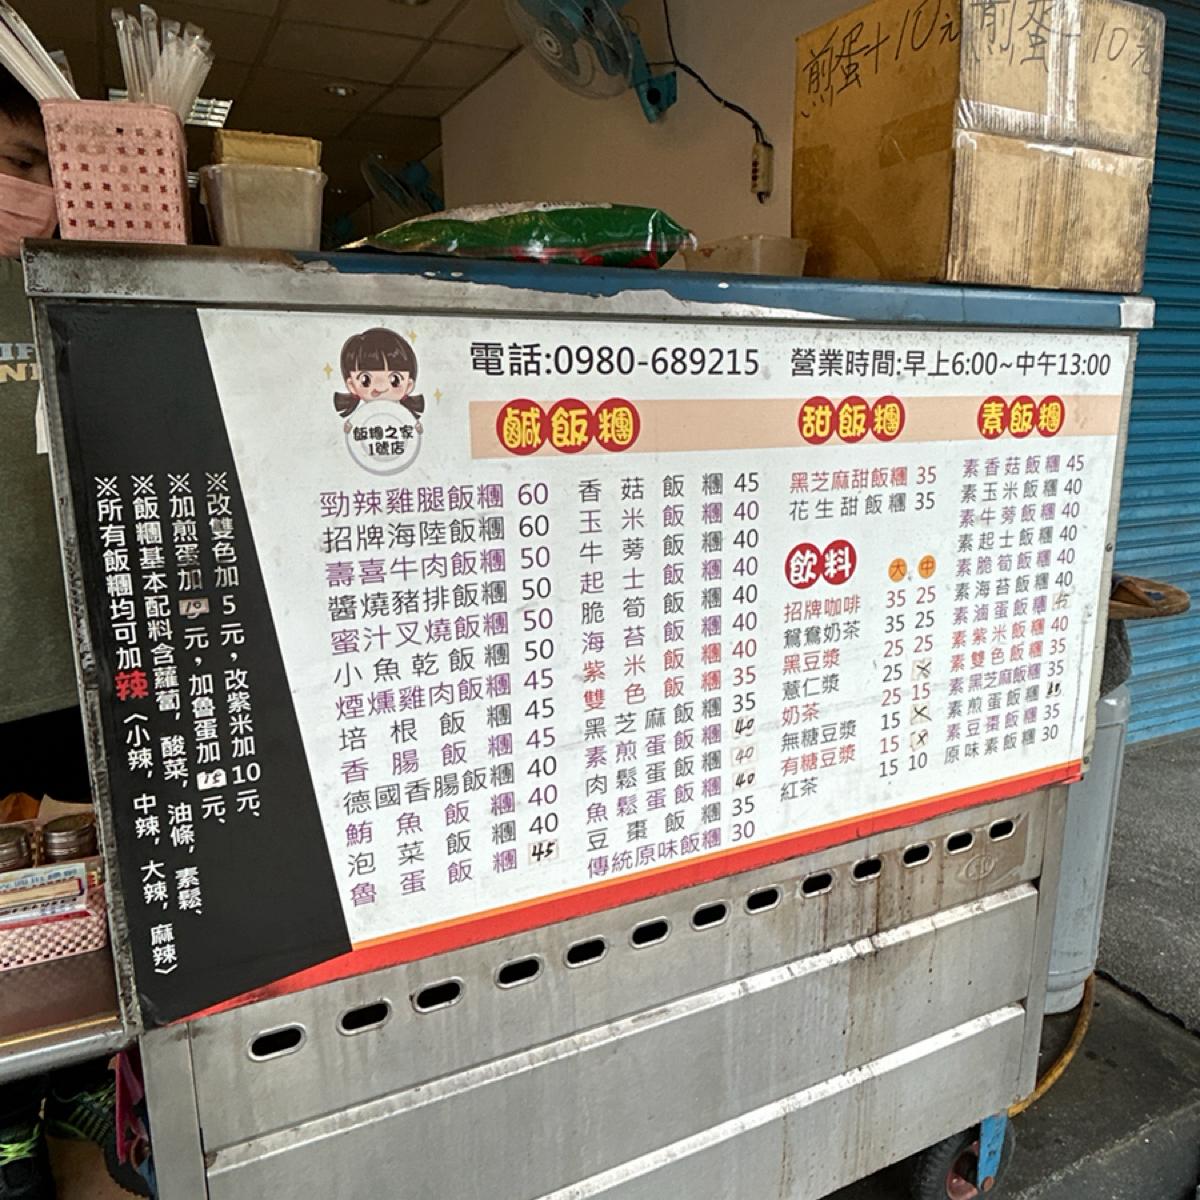 煎蛋+10元
煎蛋+10元
電話:0980-689215
營業時間:早上6:00~中午13:00
飯糰之家
1號店
鹹飯糰
勁辣雞腿飯糰 60
招牌海陸飯糰 60
壽喜牛肉飯糰 50
醬燒豬排飯糰 50
蜜汁叉燒飯糰 50
小魚乾飯糰 50
煙燻雞肉飯糰 45
培根飯糰 45
香腸飯糰 45
德國香腸飯糰 40
鮪魚飯糰 40
泡菜飯糰 40
魯蛋飯糰 45
香菇飯糰 45
玉米飯糰 40
牛蒡飯糰 40
起士飯糰 40
脆筍飯糰 40
海苔飯糰 40
紫米飯糰 40
雙色飯糰 35
黑芝麻飯糰 35
素煎蛋飯糰 40
肉鬆蛋飯糰 40
魚鬆蛋飯糰 40
豆棗飯糰 35
傳統原味飯糰 30
甜飯糰
黑芝麻甜飯糰 35
花生甜飯糰 35
飲料 大 中
招牌咖啡 35 25
鴛鴦奶茶 35 25
黑豆漿 25 25
薏仁漿 25
奶茶 25 15
無糖豆漿 15
有糖豆漿 15
紅茶 15 10
素飯糰
素香菇飯糰 45
素玉米飯糰 40
素牛蒡飯糰 40
素起士飯糰 40
素脆筍飯糰 40
素海苔飯糰 40
素滷蛋飯糰
素紫米飯糰 40
素雙色飯糰 35
素黑芝麻飯糰 35
素煎蛋飯糰
素豆棗飯糰 35
原味素飯糰 30
※改雙色加5元，改紫米加10元、
※加煎蛋加10元，加魯蛋加15元、
※飯糰基本配料含蘿蔔，酸菜，油條，素鬆、
※所有飯糰均可加辣〈小辣，中辣，大辣，麻辣〉